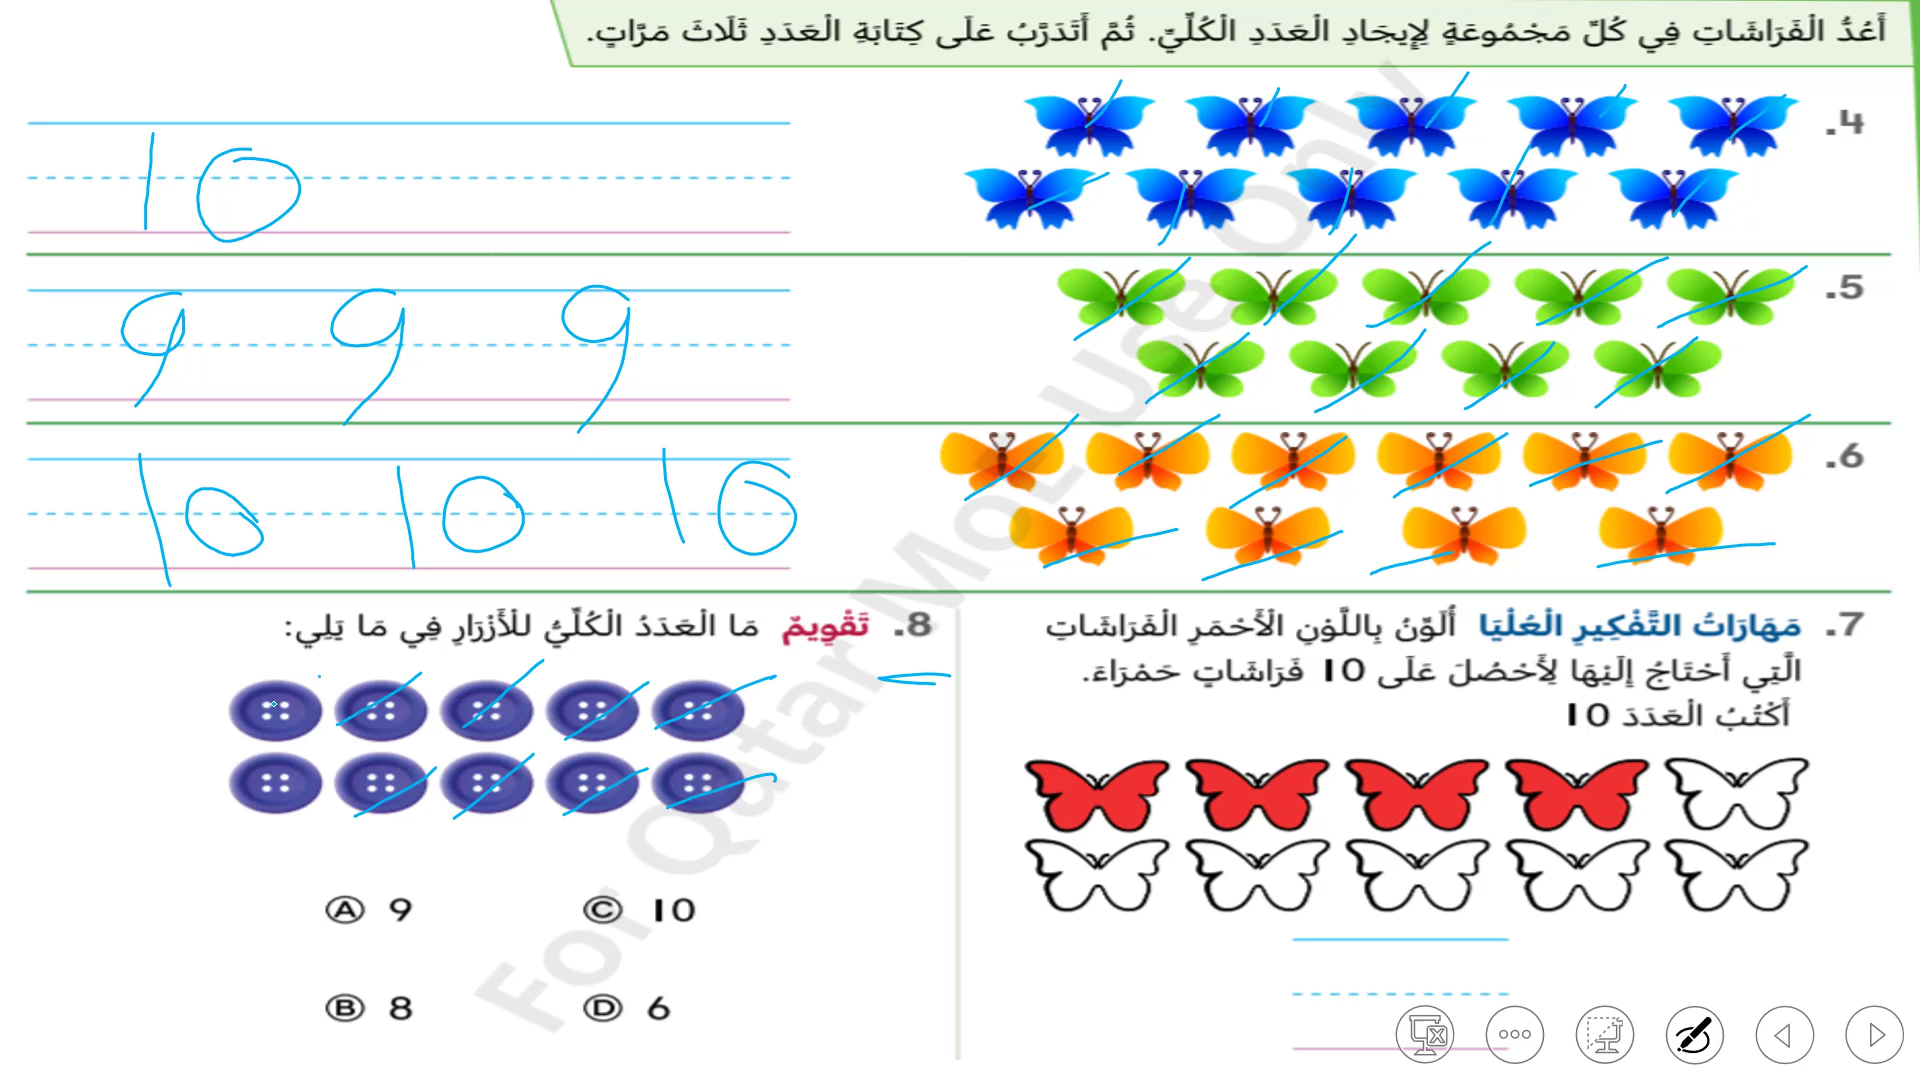 أَعُدُّ الْفَرَاشَاتِ فِي كُلِّ مَجْمُوعَةٍ لِإِيجَادِ الْعَدَدِ الْكُلِّيِّ. ثُمَّ أَتَدَرَّبُ عَلَى كِتَابَةِ الْعَدَدِ ثَلَاثَ مَرَّاتٍ.
.4
10
.5
9 9 9
.6
10 10 10
.7 مَهَارَاتُ التَّفْكِيرِ الْعُلْيَا أُلَوِّنُ بِاللَّوْنِ الْأَحْمَرِ الْفَرَاشَاتِ
الَّتِي أَحْتَاجُ إِلَيْهَا لِأَحْصُلَ عَلَى 10 فَرَاشَاتٍ حَمْرَاءَ.
أَكْتُبُ الْعَدَدَ 10
.8 تَقْوِيمٌ مَا الْعَدَدُ الْكُلِّيُّ لِلْأَزْرَارِ فِي مَا يَلِي:
A 9
C 10
B 8
D 6
For Qatar MoL Use Only